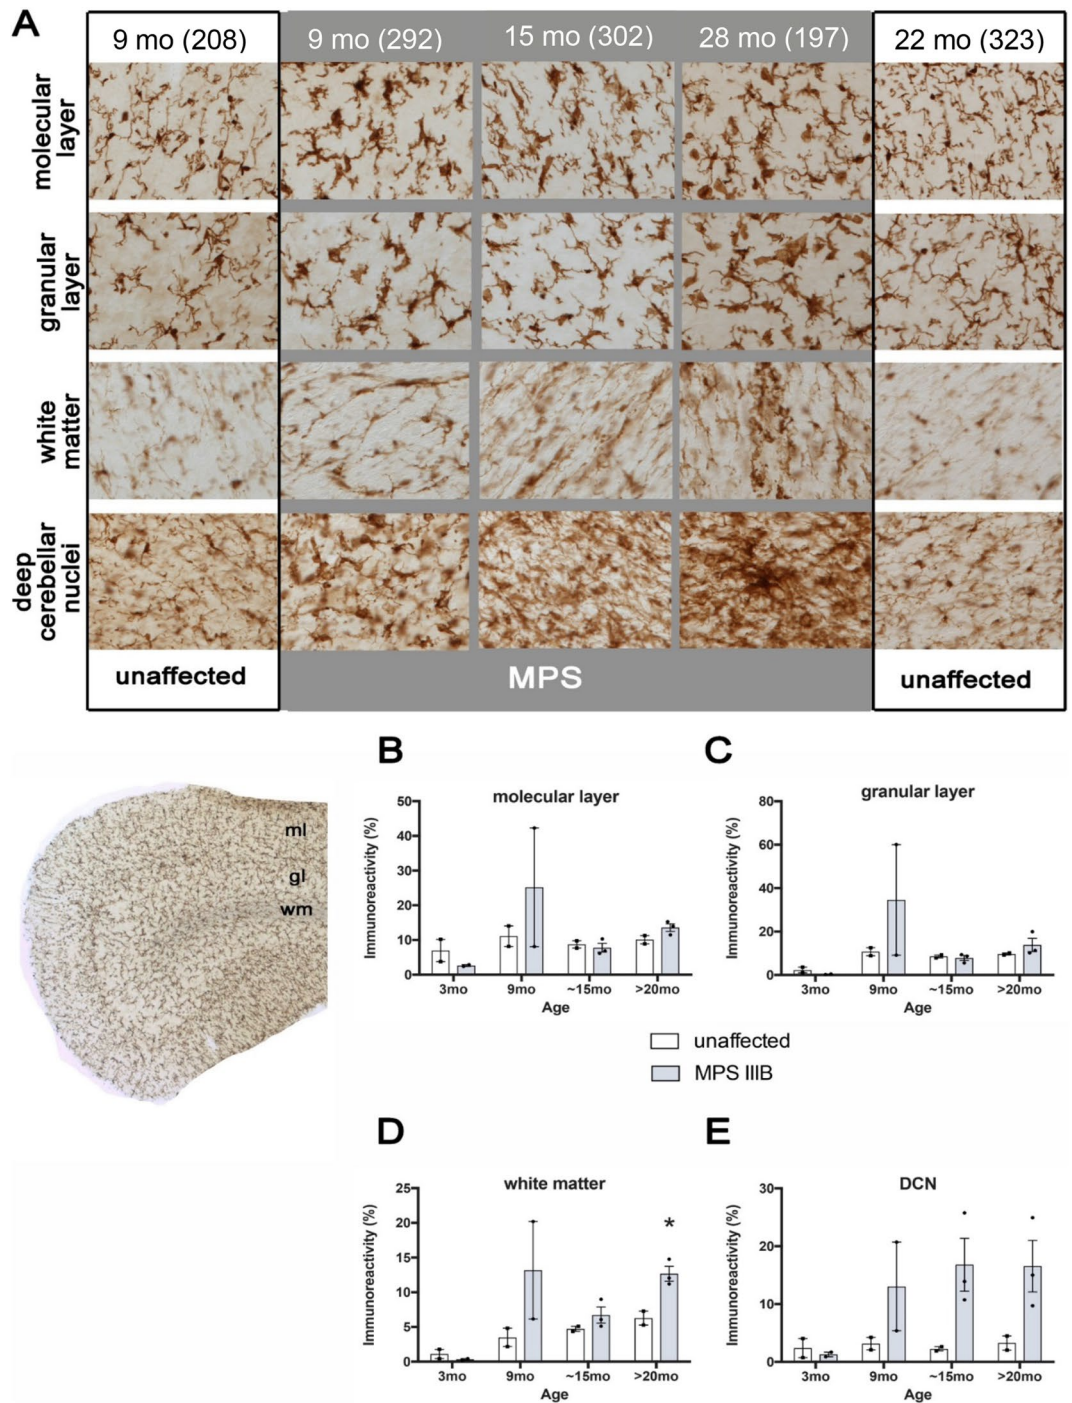 A
9 mo (208)
9 mo (292)
15 mo (302)
28 mo (197)
22 mo (323)
molecular
layer
granular
layer
white
matter
deep
cerebellar
nuclei
unaffected
MPS
unaffected
ml
gl
wm
B
molecular layer
Immunoreactivity (%)
50
40
30
20
10
0
3mo
9mo
~15mo
>20mo
Age
C
granular layer
Immunoreactivity (%)
80
60
40
20
0
3mo
9mo
~15mo
>20mo
Age
unaffected
MPS IIIB
D
white matter
Immunoreactivity (%)
25
20
15
10
5
0
*
3mo
9mo
~15mo
>20mo
Age
E
DCN
Immunoreactivity (%)
30
20
10
0
3mo
9mo
~15mo
>20mo
Age